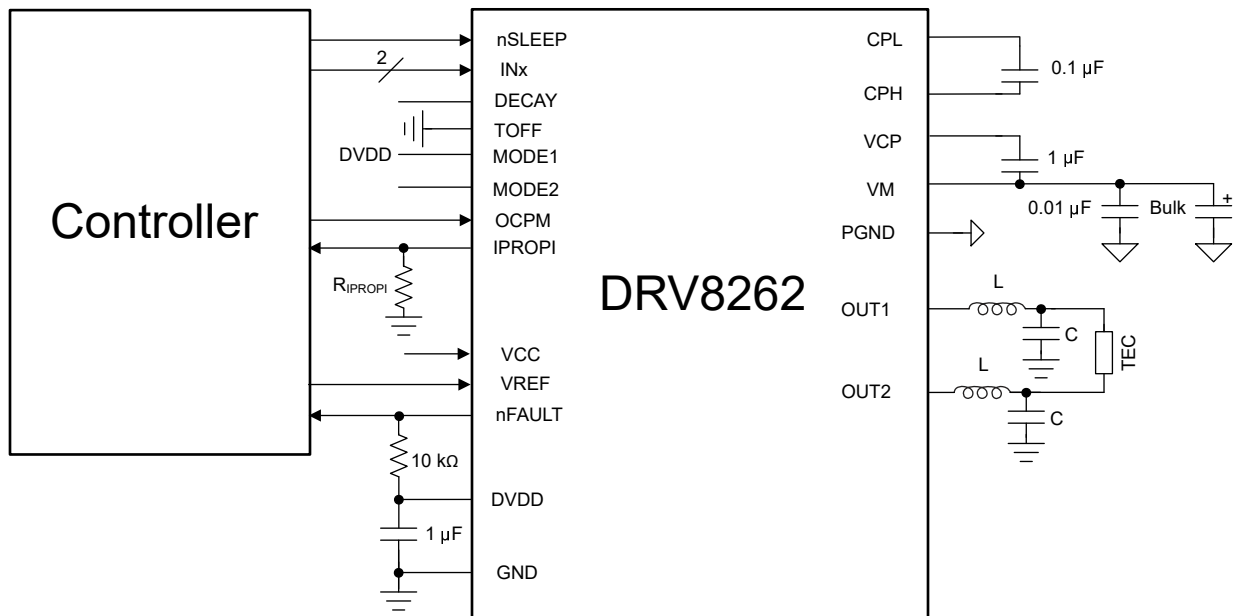 Controller
2
DVDD
R_IPROPI
10 kΩ
1 µF
nSLEEP
INx
DECAY
TOFF
MODE1
MODE2
OCPM
IPROPI
VCC
VREF
nFAULT
DVDD
GND
DRV8262
CPL
CPH
VCP
VM
PGND
OUT1
OUT2
0.1 µF
1 µF
0.01 µF
Bulk
+
L
C
TEC
L
C